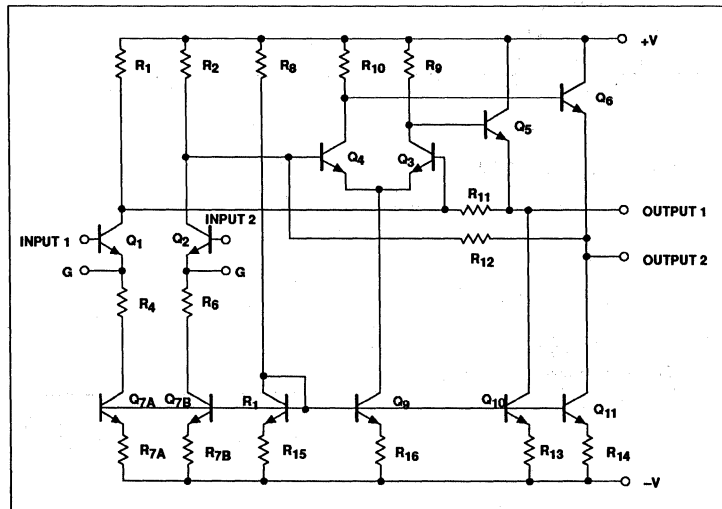 +V
R1 R2 R8 R10 R9
Q6
Q5
Q4 Q3
R11
OUTPUT 1
INPUT 1 Q1 Q2 INPUT 2
R12
OUTPUT 2
G G
R4 R6
Q7A Q7B R1 Q9 Q10 Q11
R7A R7B R15 R16 R13 R14
–V